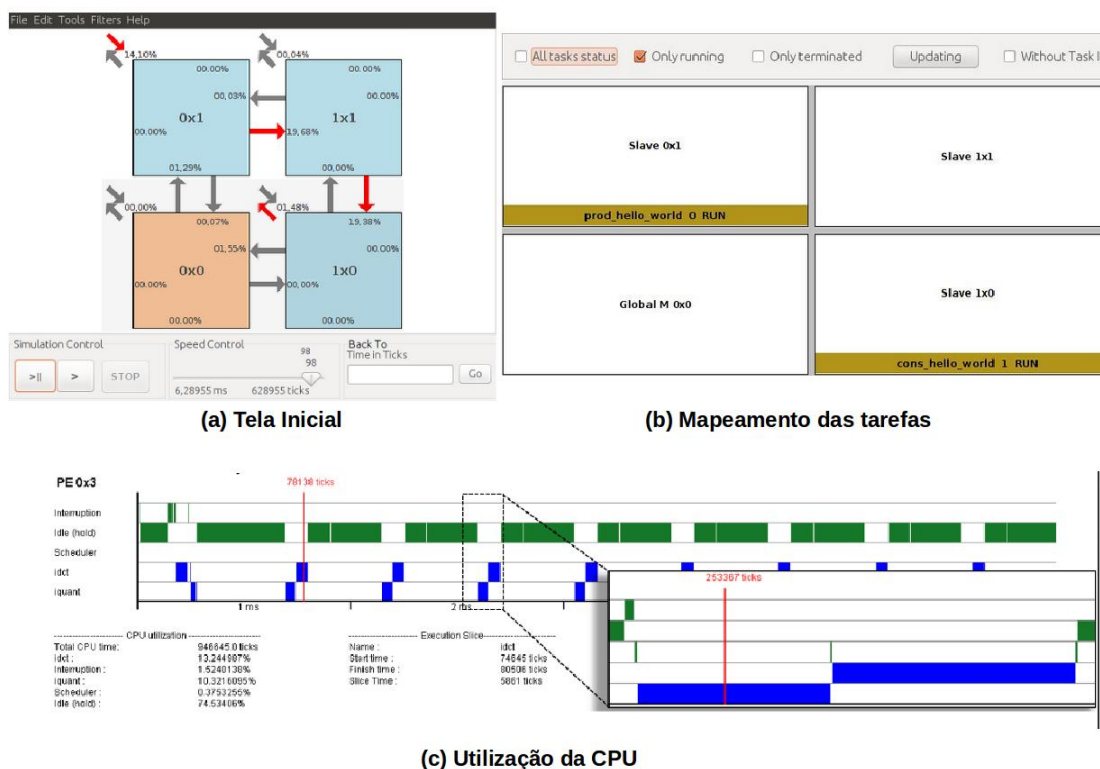 File Edit Tools Filters Help
14,10%
00,04%
00.00%
00.00%
00,03%
00.00%
0x1
1x1
00.00%
19,68%
01,29%
00,00%
00,00%
01,48%
00,07%
19,38%
01,55%
00.00%
0x0
1x0
00.00%
00,00%
00.00%
00.00%
Simulation Control
Speed Control
Back To
98
Time in Ticks
98
>||
>
STOP
Go
6,28955 ms
628955 ticks
(a) Tela Inicial
All tasks status
Only running
Only terminated
Updating
Without Task I
Slave 0x1
Slave 1x1
prod_hello_world 0 RUN
Global M 0x0
Slave 1x0
cons_hello_world 1 RUN
(b) Mapeamento das tarefas
PE 0x3
78138 ticks
Interruption
Idle (hold)
Scheduler
idct
iquant
1 ms
2 ms
253367 ticks
CPU utilization
Total CPU time: 946645.0 ticks
idct : 13.244987%
Interruption : 1.5240138%
iquant : 10.3216095%
Scheduler : 0.3753255%
Idle (hold) : 74.53406%
Execution Slice
Name : idct
Start time : 74645 ticks
Finish time : 80506 ticks
Slice Time : 5861 ticks
(c) Utilização da CPU